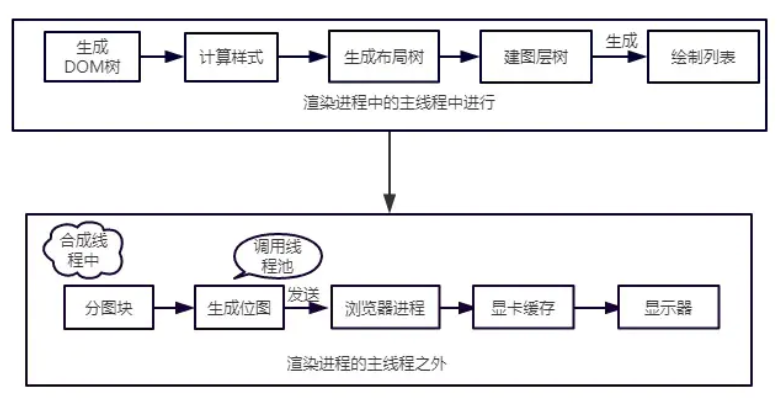 生成
DOM树
计算样式
生成布局树
建图层树
生成
绘制列表
渲染进程中的主线程中进行
合成线
程中
调用线
程池
分图块
生成位图
发送
浏览器进程
显卡缓存
显示器
渲染进程的主线程之外